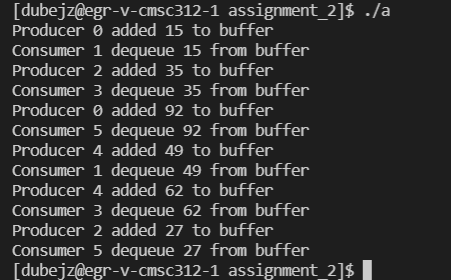 [dubejz@egr-v-cmsc312-1 assignment_2]$ ./a
Producer 0 added 15 to buffer
Consumer 1 dequeue 15 from buffer
Producer 2 added 35 to buffer
Consumer 3 dequeue 35 from buffer
Producer 0 added 92 to buffer
Consumer 5 dequeue 92 from buffer
Producer 4 added 49 to buffer
Consumer 1 dequeue 49 from buffer
Producer 4 added 62 to buffer
Consumer 3 dequeue 62 from buffer
Producer 2 added 27 to buffer
Consumer 5 dequeue 27 from buffer
[dubejz@egr-v-cmsc312-1 assignment_2]$